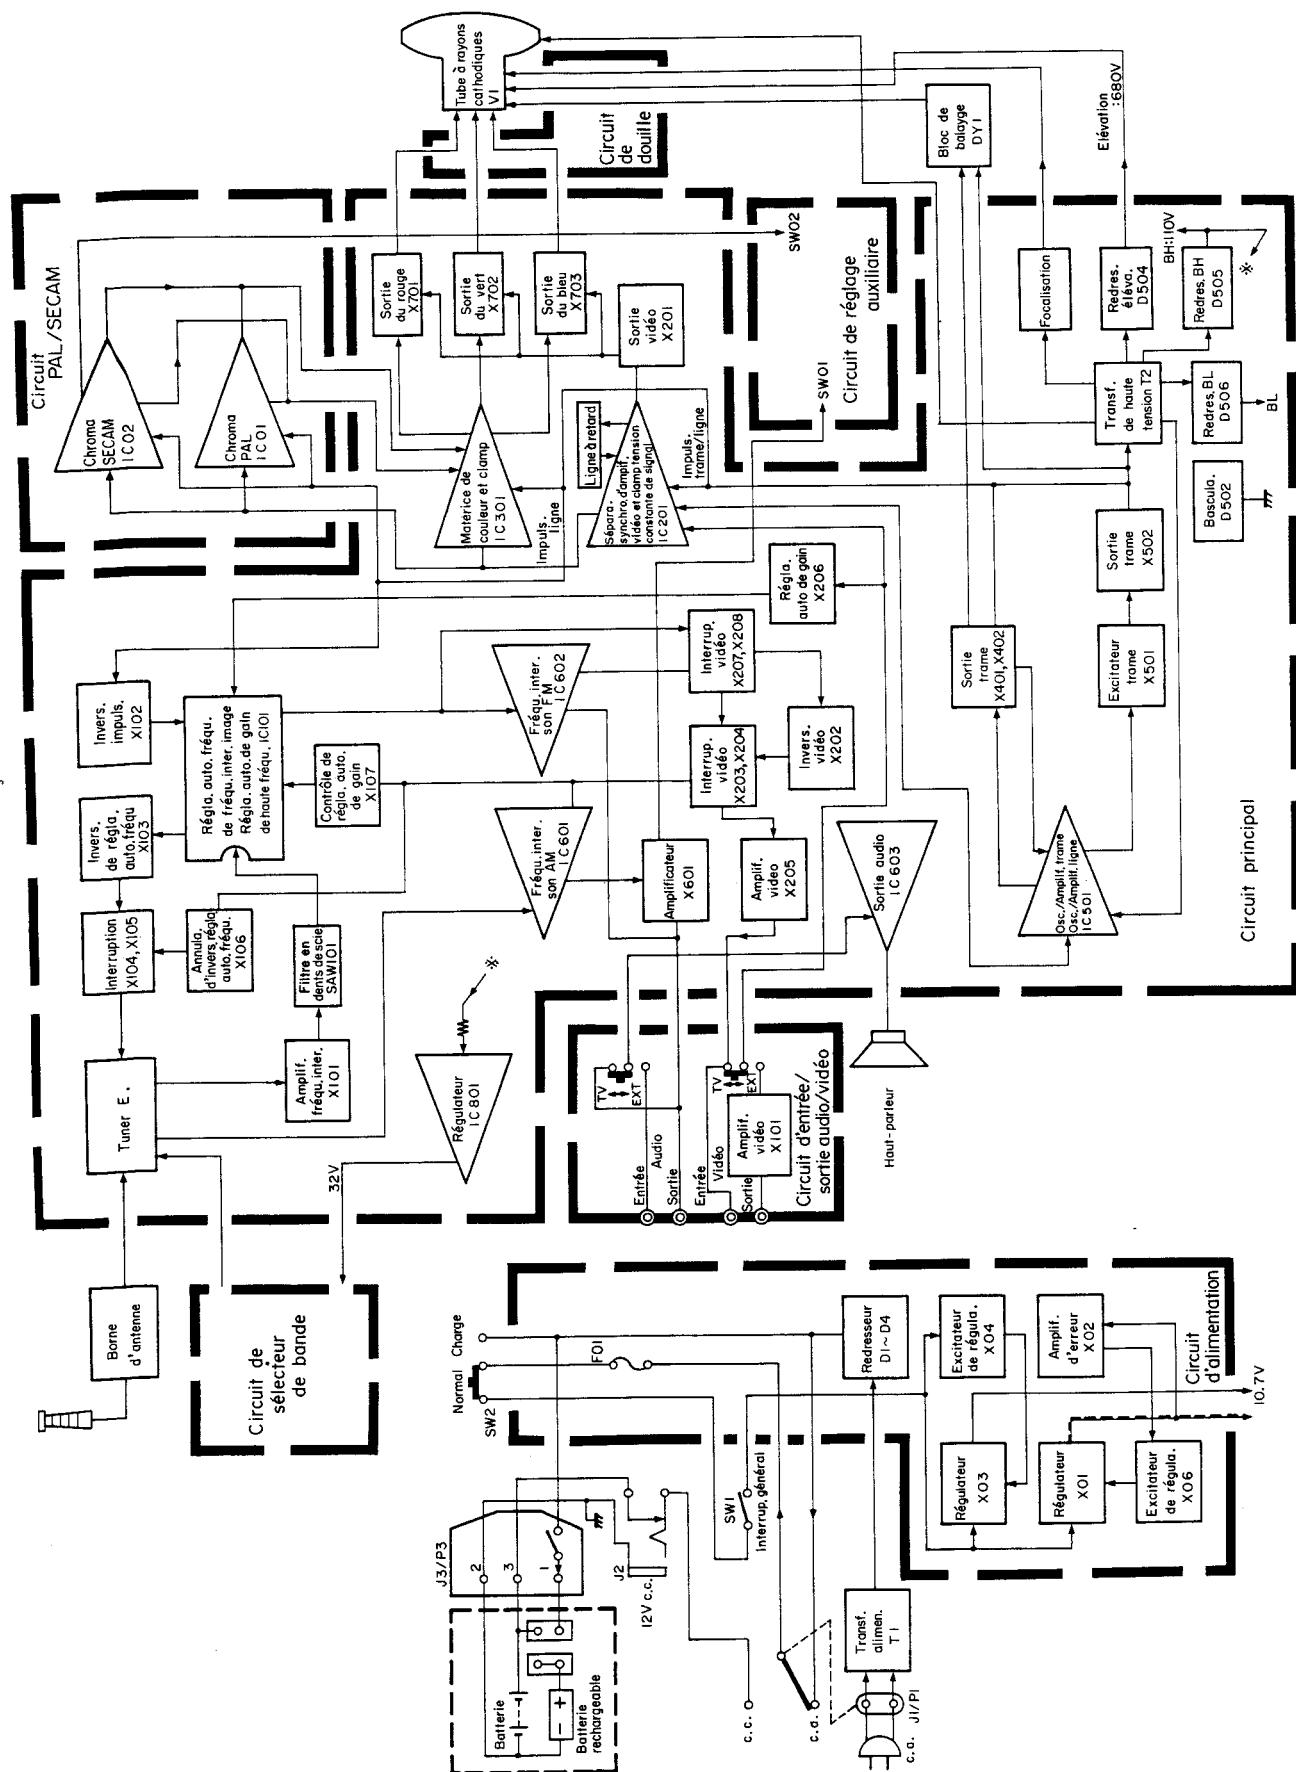 Tube à rayons
cathodiques
V1
Circuit
de
douille
Bloc de
balayge
DY1
Elévation
:680V
Circuit
PAL/SECAM
Chroma
SECAM
IC02
Chroma
PAL
IC01
SW02
Sortie
du rouge
X701
Sortie
du vert
X702
Sortie
du bleu
X703
Sortie
vidéo
X201
Matérice de
couleur et clamp
IC301
Impuls.
ligne
Ligne à retard
Sépara.
synchro.d'amplif.
vidéo et clamp tension
constante de signal
IC201
Impuls.
trame/ligne
SW01
Circuit de réglage
auxiliaire
Focalisation
Redres.
éléva.
D504
BH:110V
Redres. BH
D505
※
Transf.
de haute
tension T2
Redres. BL
D506
BL
Bascula.
D502
Sortie
trame
X502
Excitateur
trame
X501
Sortie
trame
X401, X402
Osc./Amplif. trame
Osc./Amplif. ligne
IC501
Circuit principal
Invers.
impuls.
X102
Régla. auto. fréqu.
de fréqu. inter. image
Régla. auto. de gain
de haute fréqu. IC101
Invers.
de régla.
auto. fréqu
X103
Interruption
X104, X105
Annula.
d'invers. régla
auto. fréqu.
X106
Filtre en
dents de scie
SAW101
Contrôle de
régla. auto.
de gain
X107
Tuner E.
Amplif.
fréqu. inter.
X101
Fréqu. inter.
son FM
IC602
Fréqu. inter.
son AM
IC601
Régla.
auto de gain
X206
Interrup.
vidéo
X207, X208
Interrup.
vidéo
X203, X204
Invers.
vidéo
X202
Amplificateur
X601
Amplif.
video
X205
Sortie audio
IC603
Régulateur
IC801
※
32V
Haut-parleur
TV
EXT
TV
EXT
Entrée
Audio
Sortie
Entrée
Vidéo
Sortie
Amplif.
vidéo
X101
Circuit d'entrée/
sortie audio/vidéo
Borne
d'antenne
Circuit de
sélecteur
de bande
Normal
Charge
SW2
F01
Redresseur
D1~D4
Excitateur
de régula.
X04
Amplif.
d'erreur
X02
Circuit
d'alimentation
10.7V
Régulateur
X03
Régulateur
X01
Excitateur
de régula.
X06
SW1
Interrup. général
J3/P3
2
3
1
J2
12V c.c.
Batterie
- +
Batterie
rechargeable
c.c.
c.a.
Transf.
alimen.
T1
J1/P1
c.a.